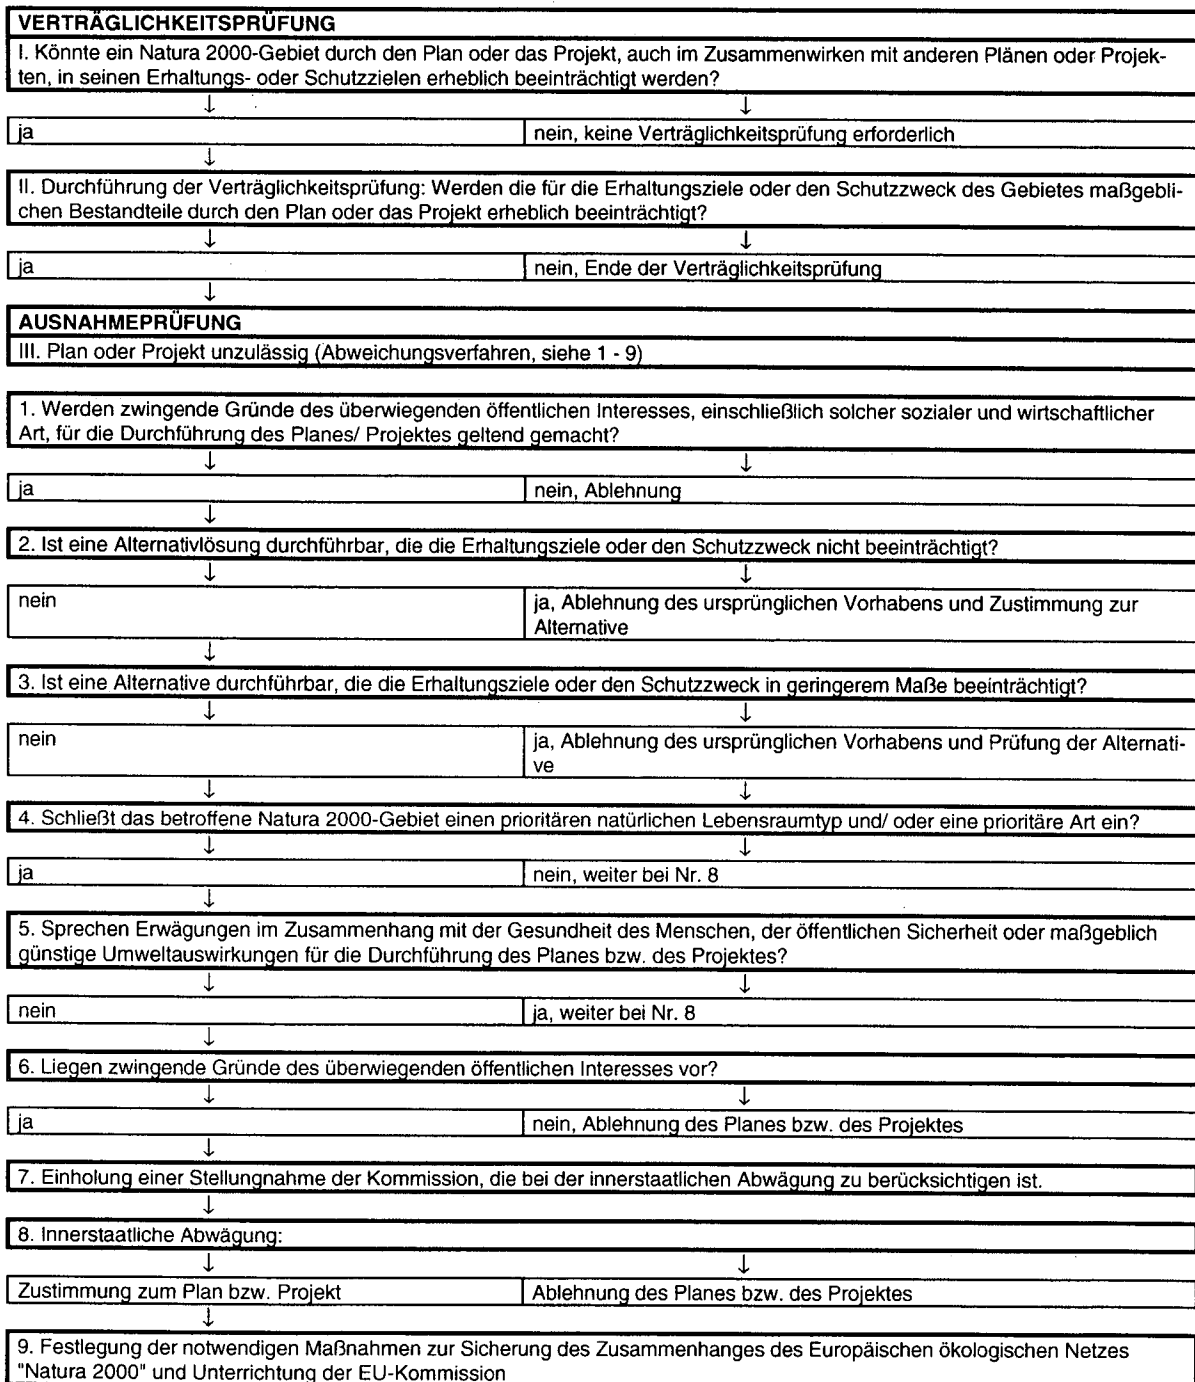 VERTRÄGLICHKEITSPRÜFUNG
I. Könnte ein Natura 2000-Gebiet durch den Plan oder das Projekt, auch im Zusammenwirken mit anderen Plänen oder Projek-
ten, in seinen Erhaltungs- oder Schutzzielen erheblich beeinträchtigt werden?
↓ ↓
ja nein, keine Verträglichkeitsprüfung erforderlich
↓
II. Durchführung der Verträglichkeitsprüfung: Werden die für die Erhaltungsziele oder den Schutzzweck des Gebietes maßgebli-
chen Bestandteile durch den Plan oder das Projekt erheblich beeinträchtigt?
↓ ↓
ja nein, Ende der Verträglichkeitsprüfung
↓
AUSNAHMEPRÜFUNG
III. Plan oder Projekt unzulässig (Abweichungsverfahren, siehe 1 - 9)
1. Werden zwingende Gründe des überwiegenden öffentlichen Interesses, einschließlich solcher sozialer und wirtschaftlicher
Art, für die Durchführung des Planes/ Projektes geltend gemacht?
↓ ↓
ja nein, Ablehnung
↓
2. Ist eine Alternativlösung durchführbar, die die Erhaltungsziele oder den Schutzzweck nicht beeinträchtigt?
↓ ↓
nein ja, Ablehnung des ursprünglichen Vorhabens und Zustimmung zur
Alternative
↓
3. Ist eine Alternative durchführbar, die die Erhaltungsziele oder den Schutzzweck in geringerem Maße beeinträchtigt?
↓ ↓
nein ja, Ablehnung des ursprünglichen Vorhabens und Prüfung der Alternati-
ve
↓ ↓
4. Schließt das betroffene Natura 2000-Gebiet einen prioritären natürlichen Lebensraumtyp und/ oder eine prioritäre Art ein?
↓ ↓
ja nein, weiter bei Nr. 8
↓
5. Sprechen Erwägungen im Zusammenhang mit der Gesundheit des Menschen, der öffentlichen Sicherheit oder maßgeblich
günstige Umweltauswirkungen für die Durchführung des Planes bzw. des Projektes?
↓ ↓
nein ja, weiter bei Nr. 8
↓
6. Liegen zwingende Gründe des überwiegenden öffentlichen Interesses vor?
↓ ↓
ja nein, Ablehnung des Planes bzw. des Projektes
↓
7. Einholung einer Stellungnahme der Kommission, die bei der innerstaatlichen Abwägung zu berücksichtigen ist.
↓
8. Innerstaatliche Abwägung:
↓ ↓
Zustimmung zum Plan bzw. Projekt Ablehnung des Planes bzw. des Projektes
↓
9. Festlegung der notwendigen Maßnahmen zur Sicherung des Zusammenhanges des Europäischen ökologischen Netzes
"Natura 2000" und Unterrichtung der EU-Kommission